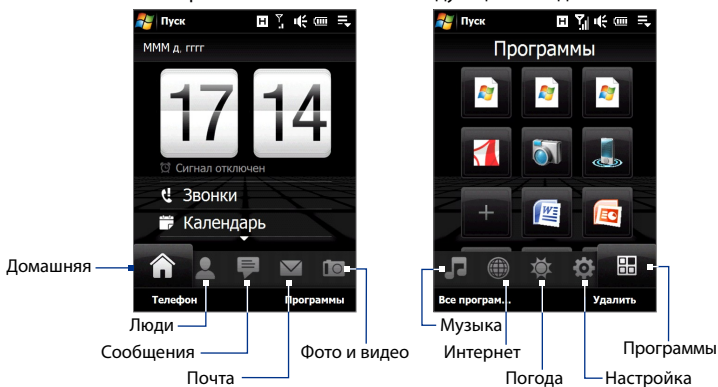 Пуск
МММ д. гггг
17 14
Сигнал отключен
Звонки
Календарь
Телефон Программы
Домашняя
Люди
Сообщения
Почта
Фото и видео
Пуск
Программы
Все програм... Удалить
Музыка
Интернет
Погода
Настройка
Программы